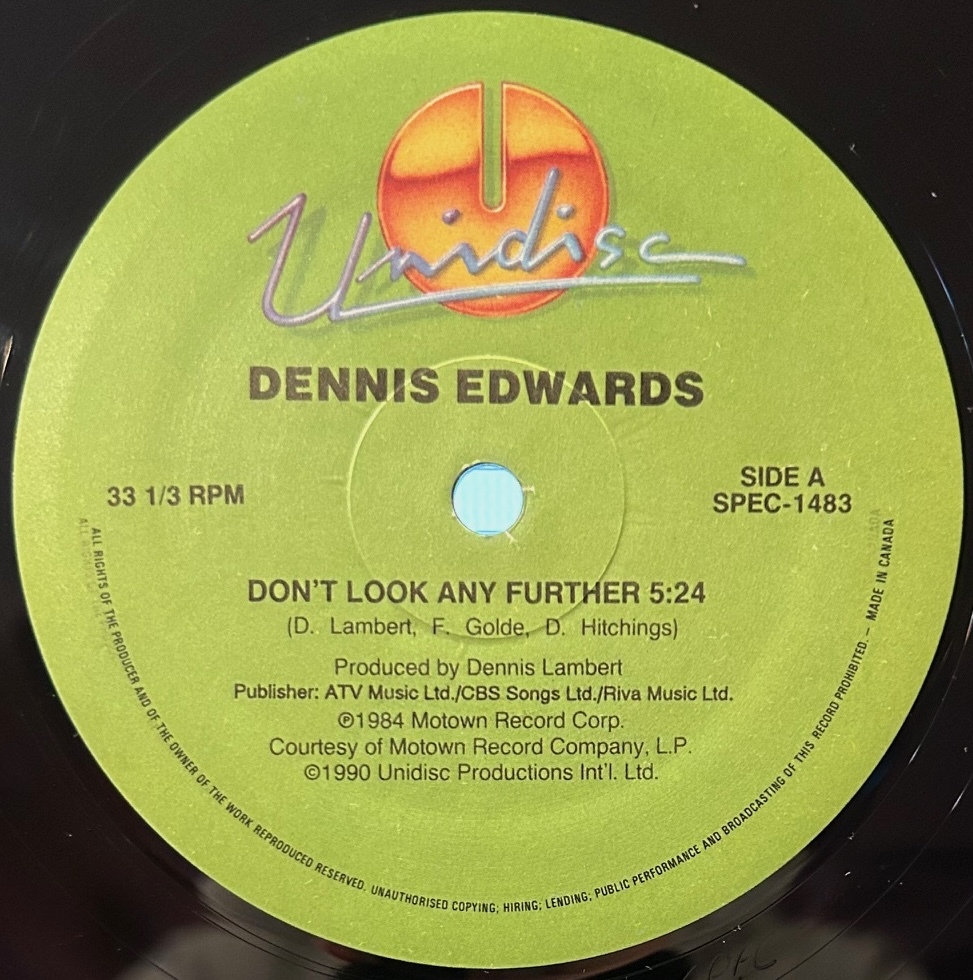 Unidisc
DENNIS EDWARDS
33 1/3 RPM
SIDE A
SPEC-1483
DON'T LOOK ANY FURTHER 5:24
(D. Lambert, F. Golde, D. Hitchings)
Produced by Dennis Lambert
Publisher: ATV Music Ltd./CBS Songs Ltd./Riva Music Ltd.
℗1984 Motown Record Corp.
Courtesy of Motown Record Company, L.P.
©1990 Unidisc Productions Int'l. Ltd.
ALL RIGHTS OF THE PRODUCER AND OF THE OWNER OF THE WORK REPRODUCED RESERVED. UNAUTHORISED COPYING; HIRING; LENDING; PUBLIC PERFORMANCE AND BROADCASTING OF THIS RECORD PROHIBITED. – MADE IN CANADA